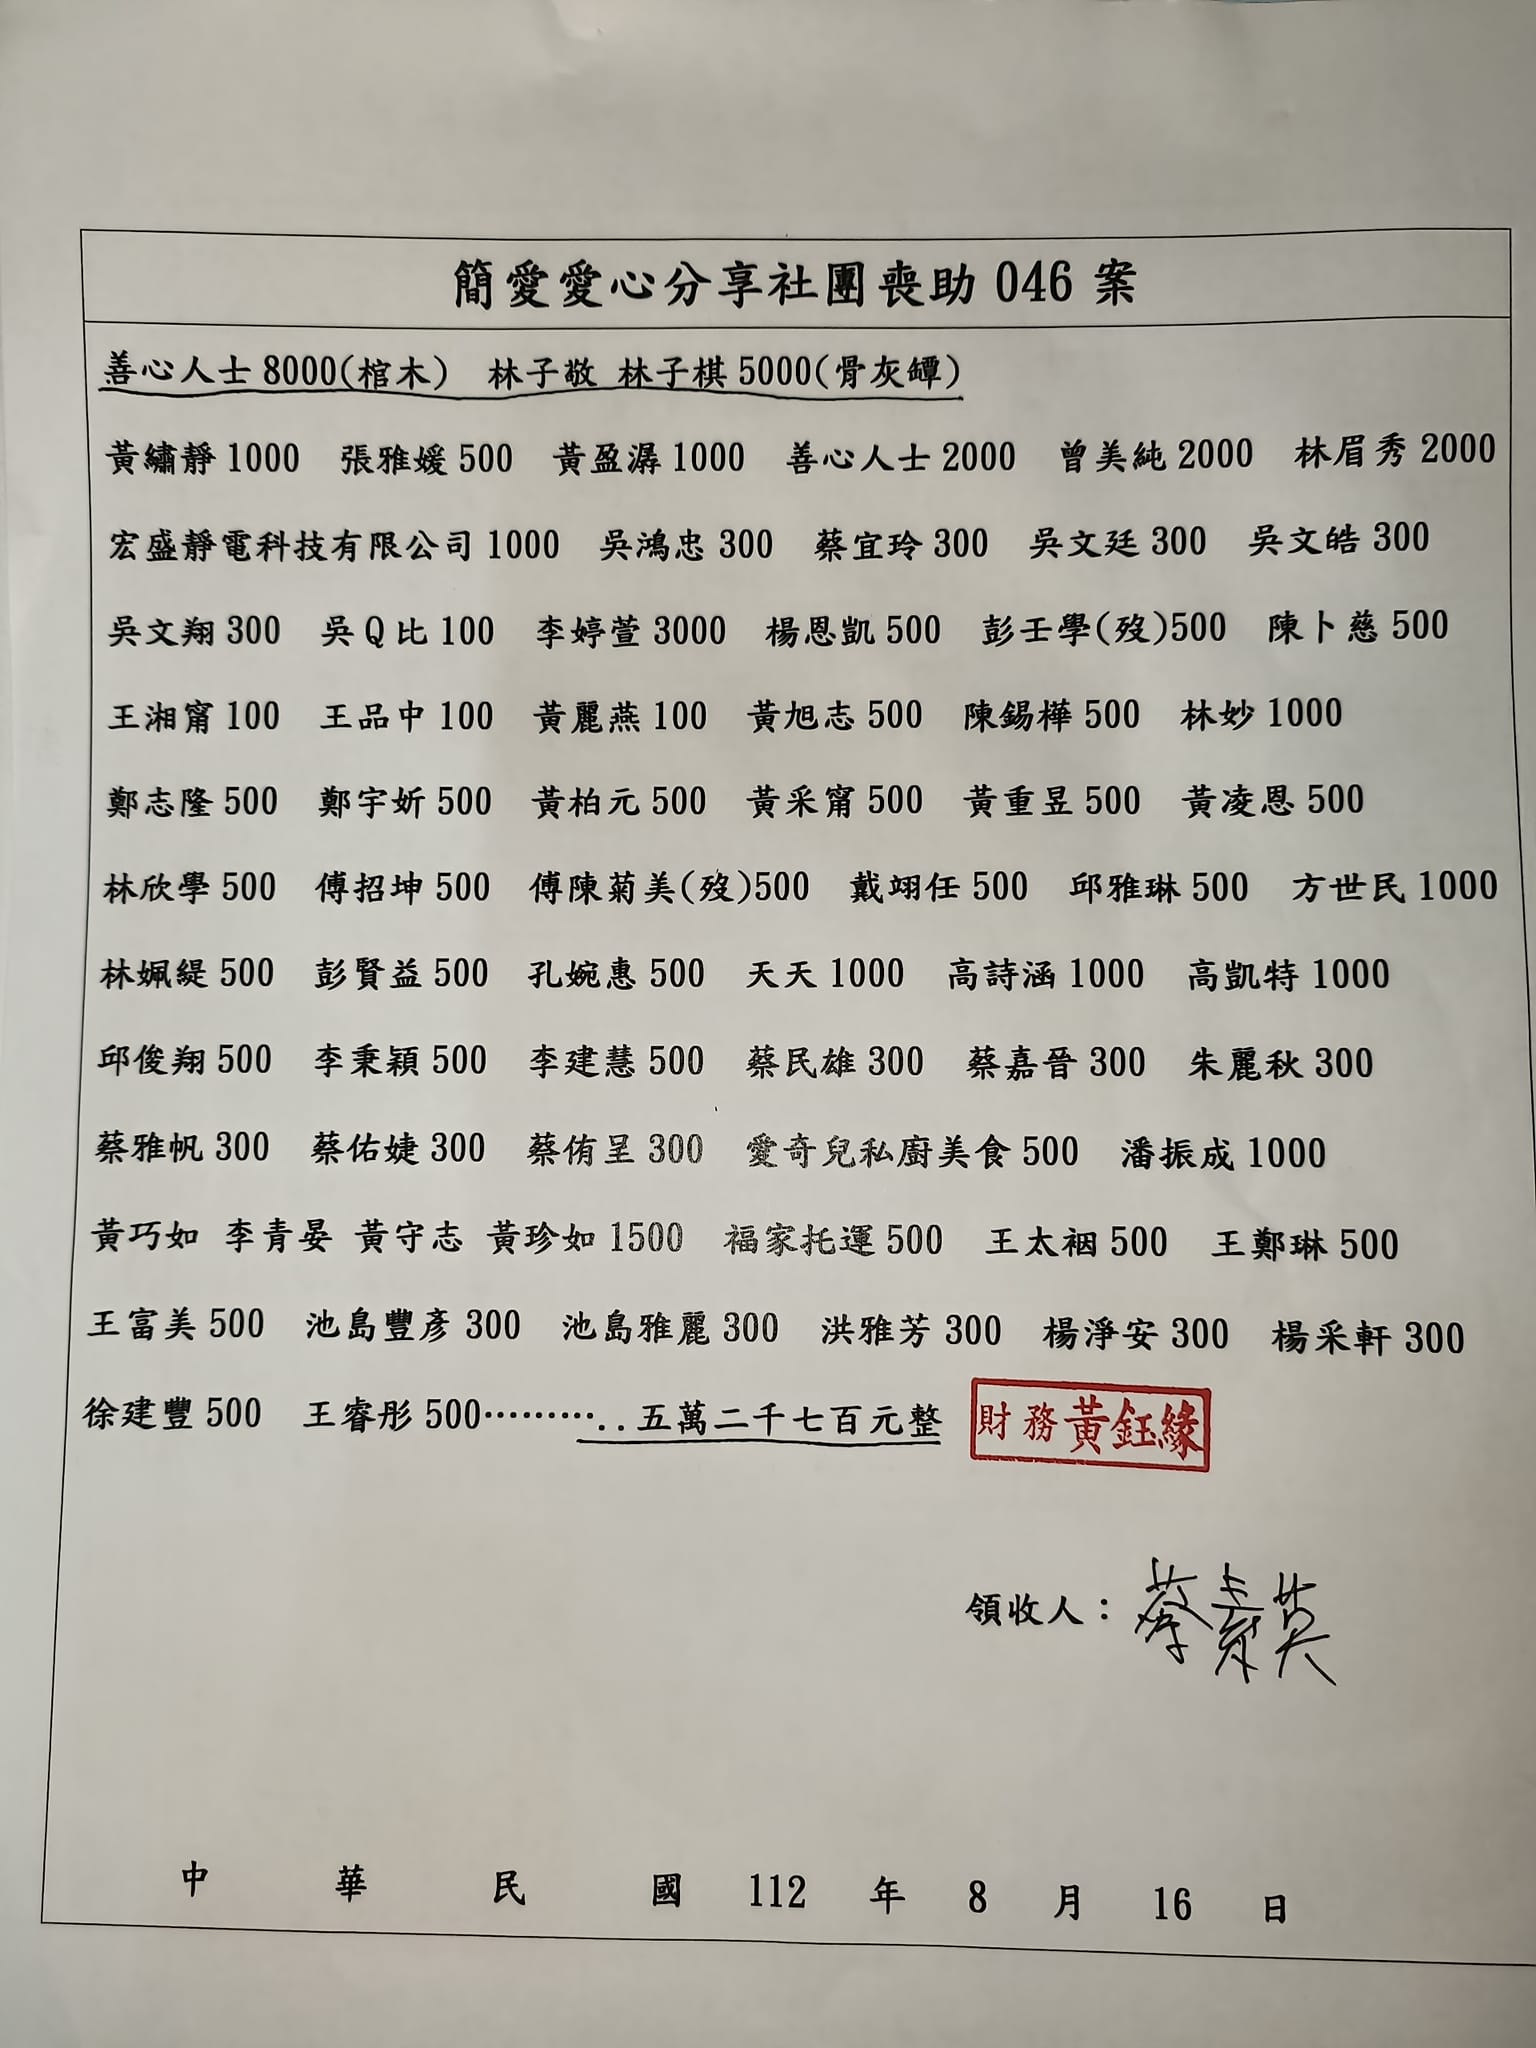 簡愛愛心分享社團喪助 046 案
善心人士 8000(棺木) 林子敬 林子棋 5000(骨灰罈)
黃繡靜 1000 張雅媛 500 黃盈潺 1000 善心人士 2000 曾美純 2000 林眉秀 2000
宏盛靜電科技有限公司 1000 吳鴻忠 300 蔡宜玲 300 吳文廷 300 吳文皓 300
吳文翔 300 吳Q比 100 李婷萱 3000 楊恩凱 500 彭壬學(歿)500 陳卜慈 500
王湘甯 100 王品中 100 黃麗燕 100 黃旭志 500 陳錫樺 500 林妙 1000
鄭志隆 500 鄭宇妡 500 黃柏元 500 黃采甯 500 黃重昱 500 黃凌恩 500
林欣學 500 傅招坤 500 傅陳菊美(歿)500 戴翊任 500 邱雅琳 500 方世民 1000
林姵緹 500 彭賢益 500 孔婉惠 500 天天 1000 高詩涵 1000 高凱特 1000
邱俊翔 500 李秉穎 500 李建慧 500 蔡民雄 300 蔡嘉晉 300 朱麗秋 300
蔡雅帆 300 蔡佑婕 300 蔡侑呈 300 愛奇兒私廚美食 500 潘振成 1000
黃巧如 李青晏 黃守志 黃珍如 1500 福家托運 500 王太裀 500 王鄭琳 500
王富美 500 池島豐彥 300 池島雅麗 300 洪雅芳 300 楊淨安 300 楊采軒 300
徐建豐 500 王睿彤 500………..五萬二千七百元整 財務黃鈺緣
領收人：蔡素英
中華民國 112 年 8 月 16 日